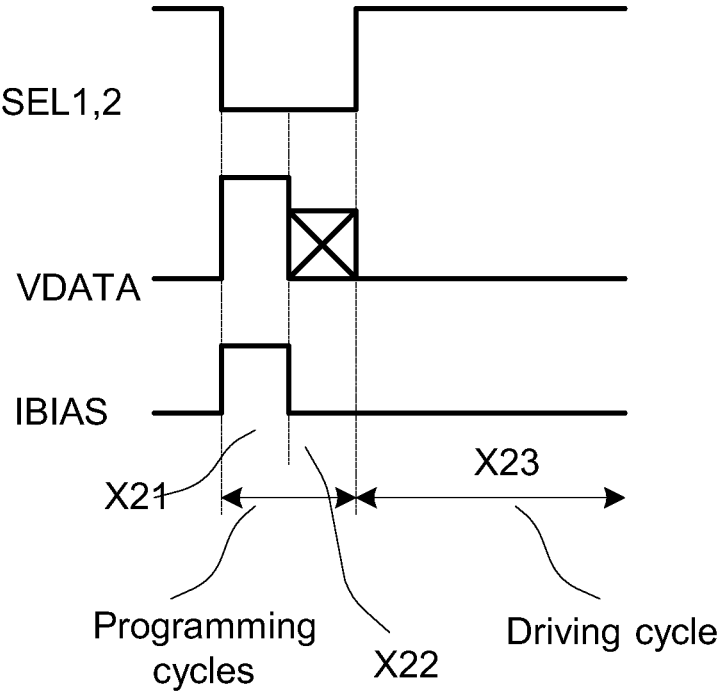 SEL1,2
VDATA
IBIAS
X21
X23
Programming
cycles
X22
Driving cycle